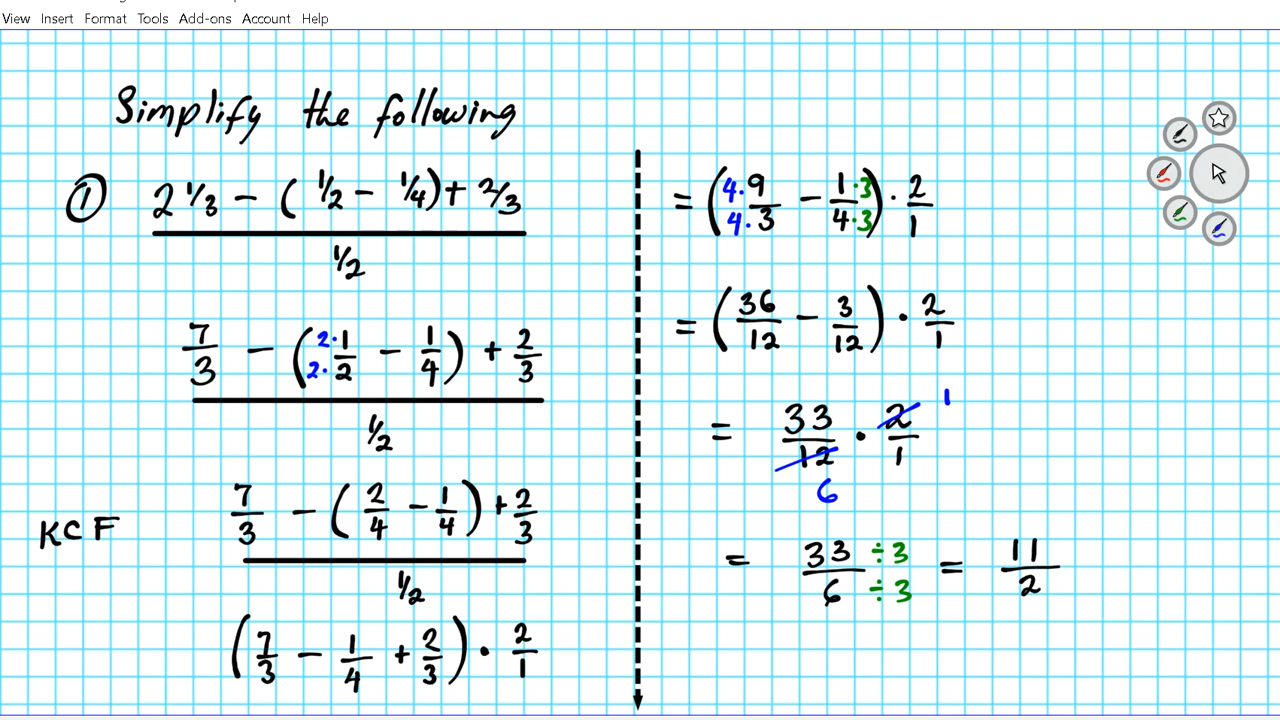 View Insert Format Tools Add-ons Account Help
Simplify the following
① 2 1/3 - ( 1/2 - 1/4 ) + 2/3
1/2
7/3 - ( 2·1/2·2 - 1/4 ) + 2/3
1/2
KCF 7/3 - ( 2/4 - 1/4 ) + 2/3
1/2
( 7/3 - 1/4 + 2/3 ) · 2/1
= ( 4·9/4·3 - 1·3/4·3 ) · 2/1
= ( 36/12 - 3/12 ) · 2/1
= 33/12 · 2/1 1
6
= 33/6 ÷3/÷3 = 11/2